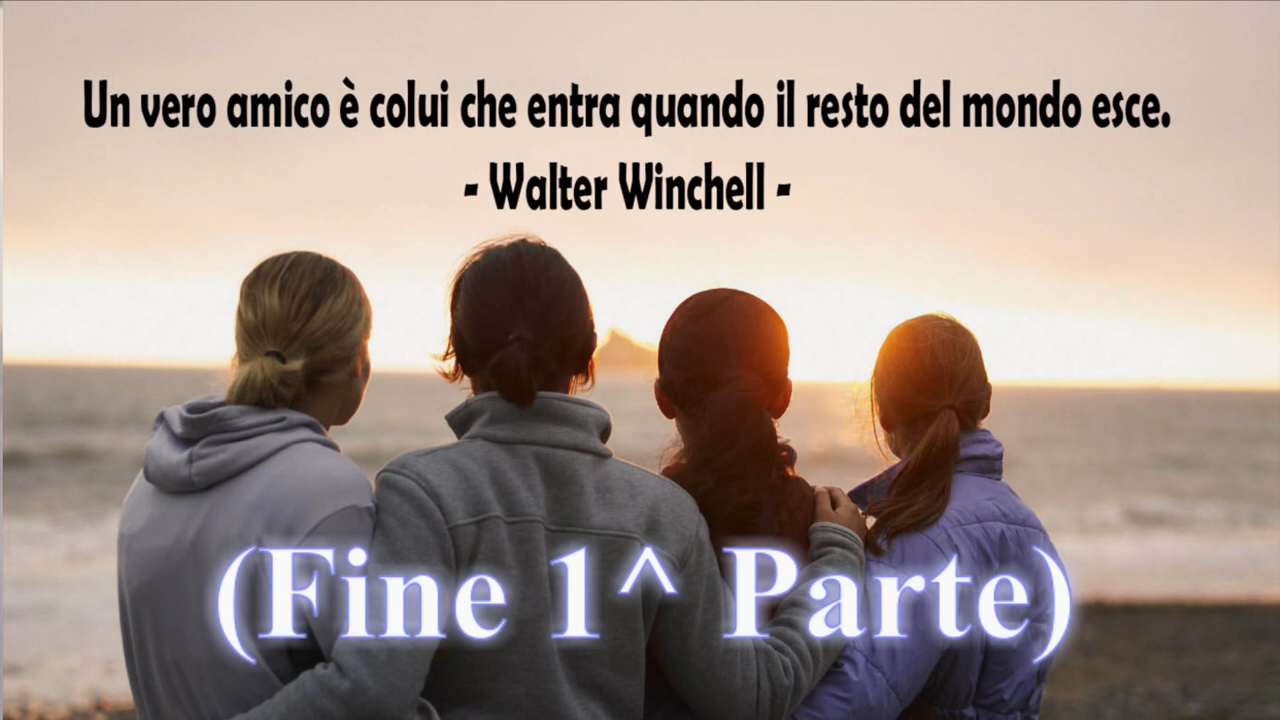 Un vero amico è colui che entra quando il resto del mondo esce.
- Walter Winchell -
(Fine 1^ Parte)